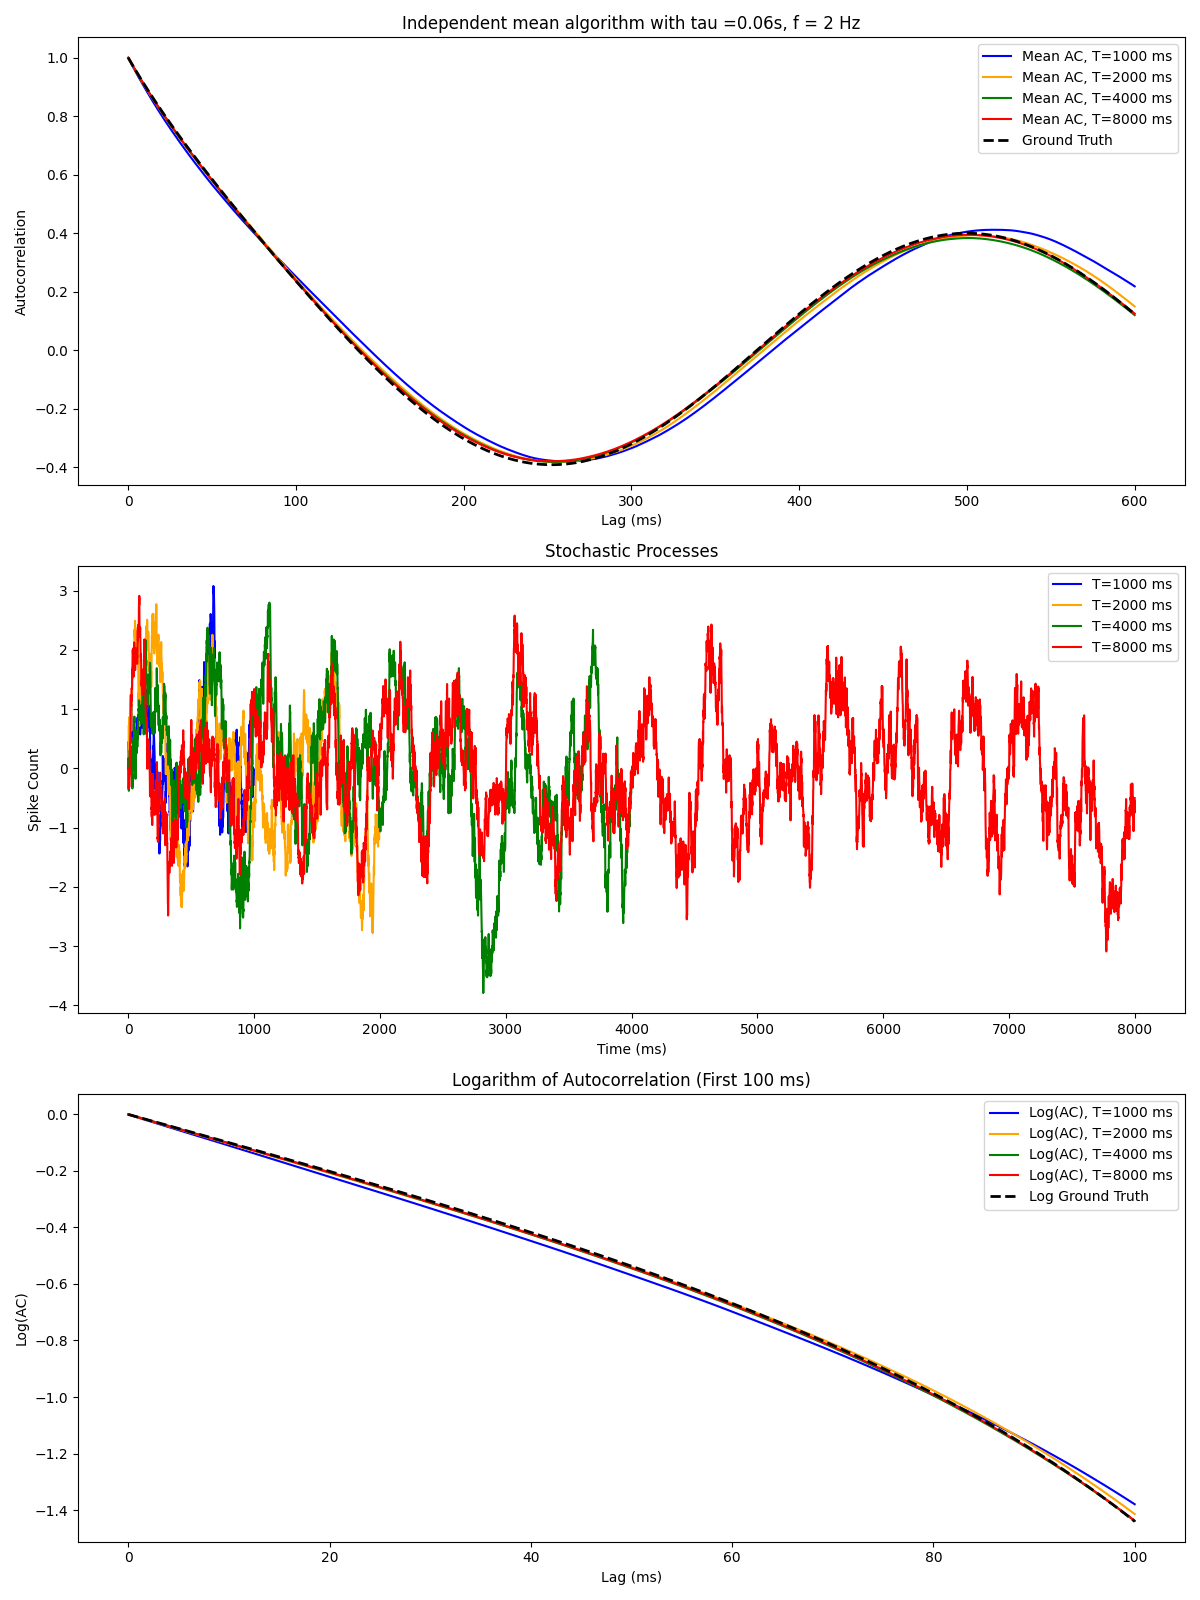 Independent mean algorithm with tau =0.06s, f = 2 Hz
1.0
0.8
0.6
0.4
0.2
0.0
−0.2
−0.4
Autocorrelation
Mean AC, T=1000 ms
Mean AC, T=2000 ms
Mean AC, T=4000 ms
Mean AC, T=8000 ms
Ground Truth
0 100 200 300 400 500 600
Lag (ms)
Stochastic Processes
3
2
1
0
−1
−2
−3
−4
Spike Count
T=1000 ms
T=2000 ms
T=4000 ms
T=8000 ms
0 1000 2000 3000 4000 5000 6000 7000 8000
Time (ms)
Logarithm of Autocorrelation (First 100 ms)
0.0
−0.2
−0.4
−0.6
−0.8
−1.0
−1.2
−1.4
Log(AC)
Log(AC), T=1000 ms
Log(AC), T=2000 ms
Log(AC), T=4000 ms
Log(AC), T=8000 ms
Log Ground Truth
0 20 40 60 80 100
Lag (ms)